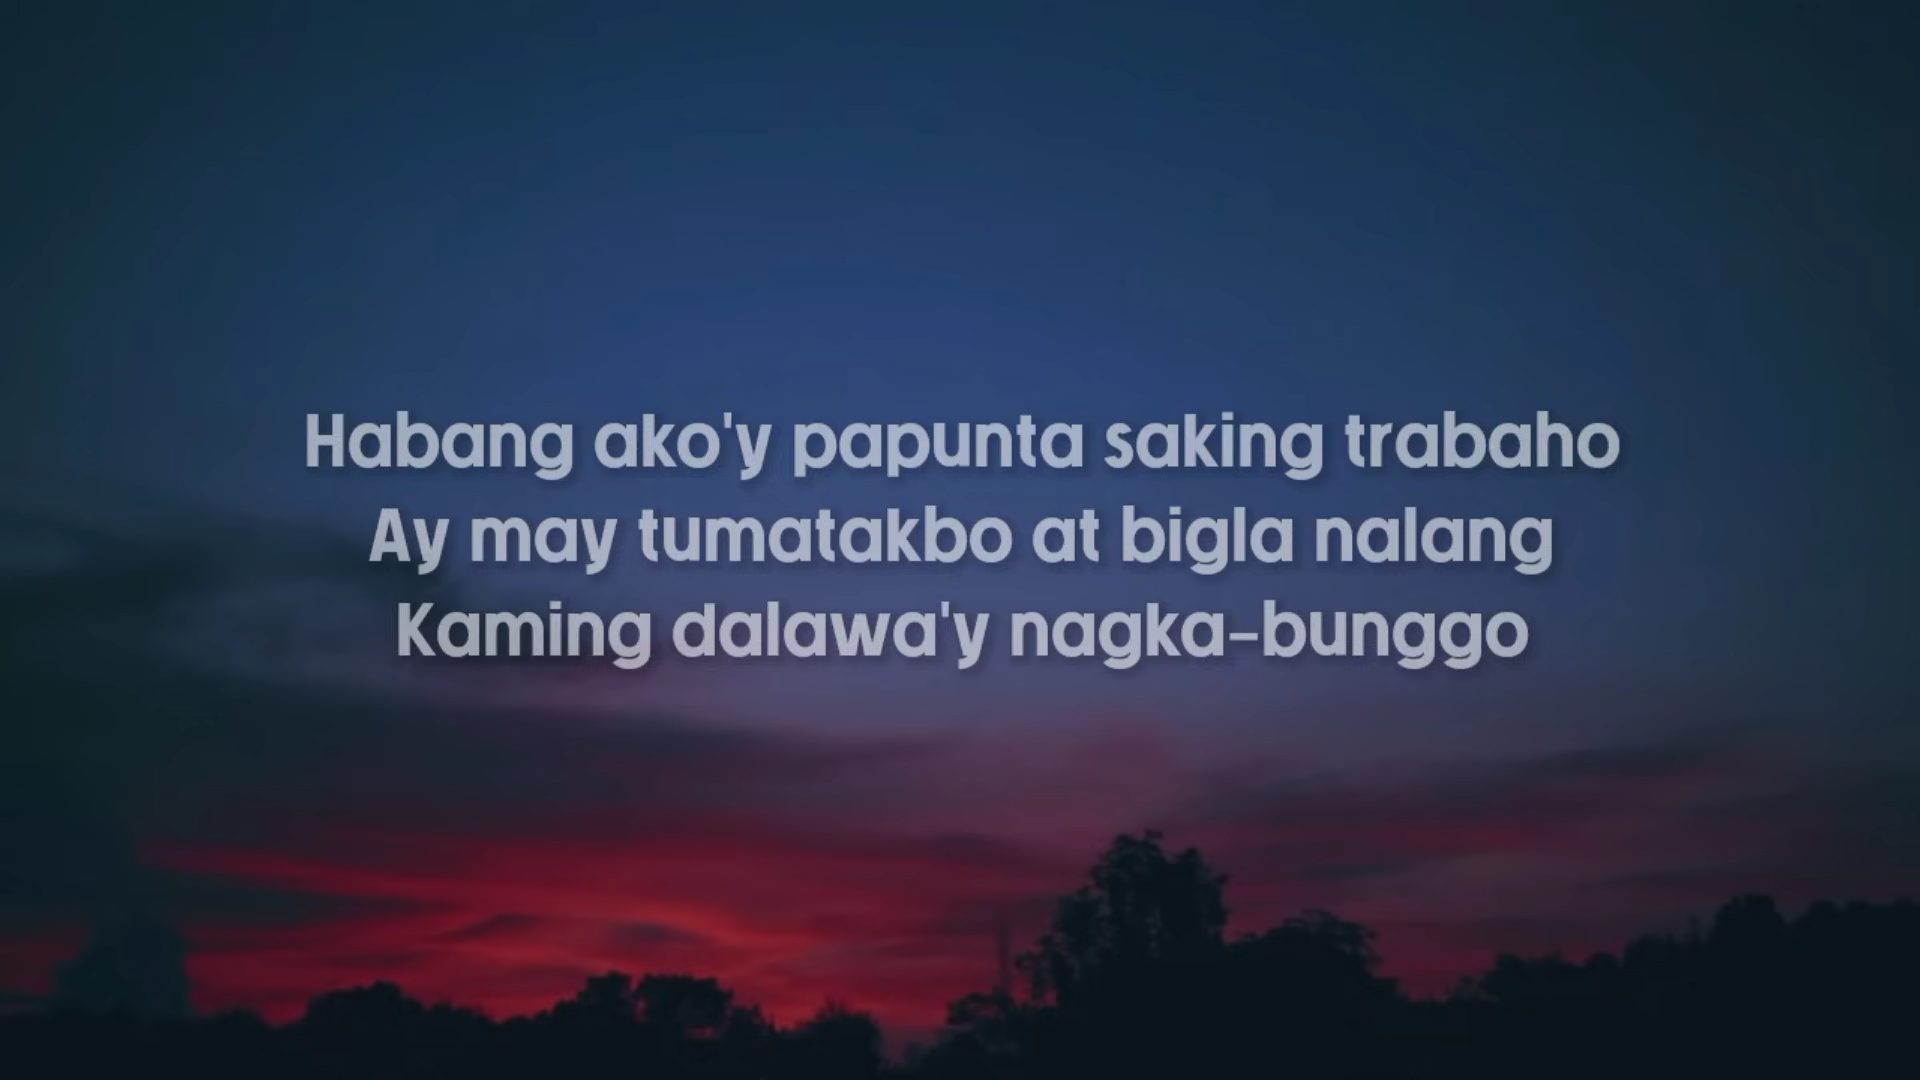 Habang ako'y papunta saking trabaho
Ay may tumatakbo at bigla nalang
Kaming dalawa'y nagka-bunggo